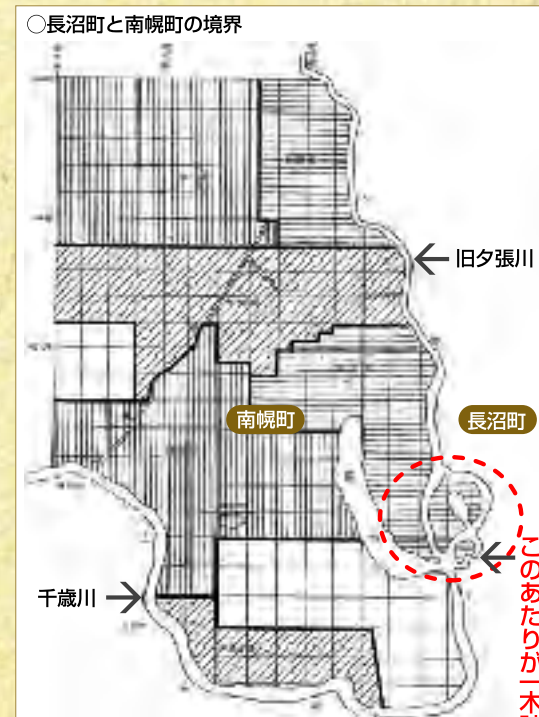 ○長沼町と南幌町の境界
旧夕張川
南幌町
長沼町
千歳川
このあたりが一木